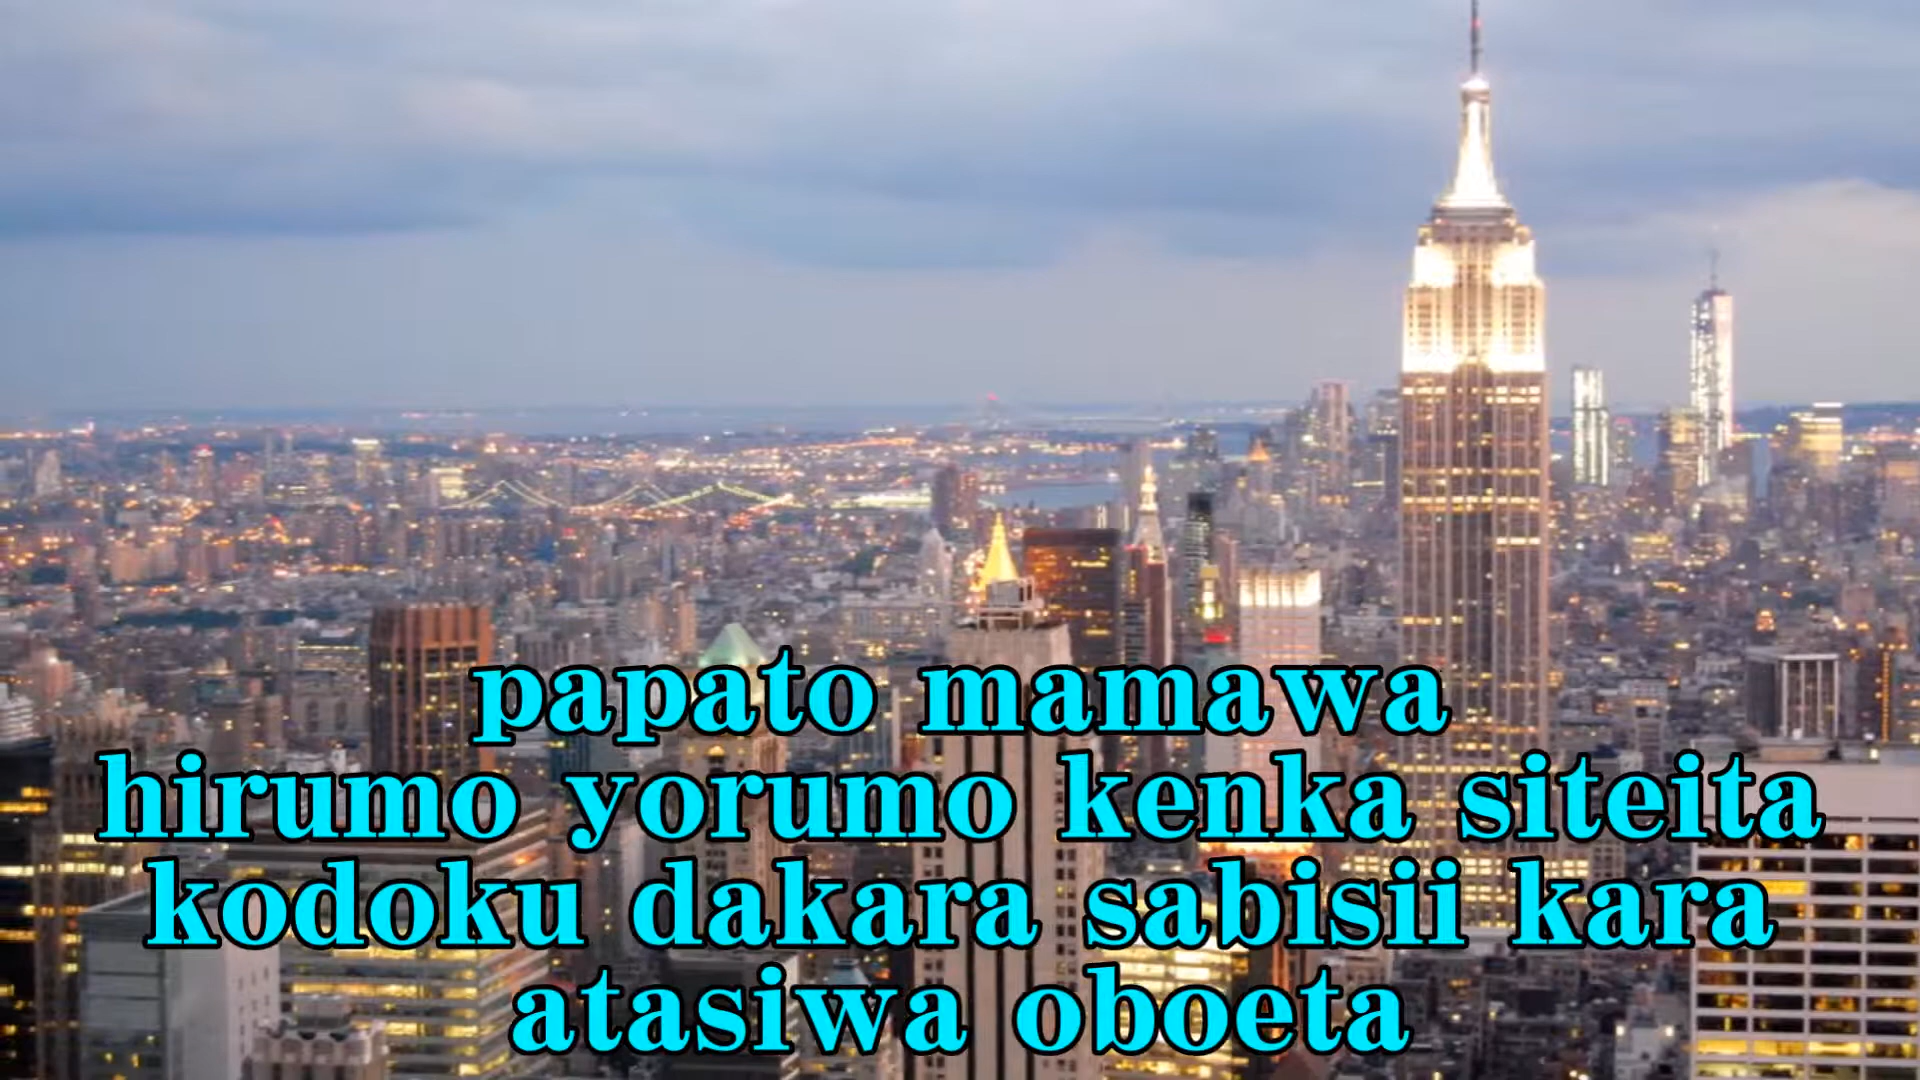 papato mamawa
hirumo yorumo kenka siteita
kodoku dakara sabisii kara
atasiwa oboeta